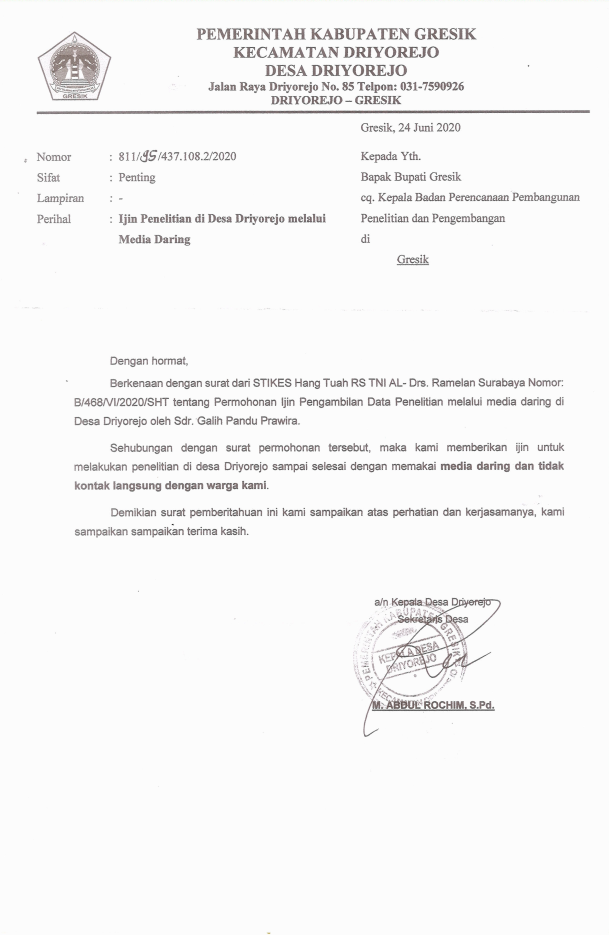 PEMERINTAH KABUPATEN GRESIK
KECAMATAN DRIYOREJO
DESA DRIYOREJO
Jalan Raya Driyorejo No. 85 Telpon: 031-7590926
DRIYOREJO – GRESIK
GRESIK
Gresik, 24 Juni 2020
Nomor : 811/95/437.108.2/2020
Sifat : Penting
Lampiran : -
Perihal : Ijin Penelitian di Desa Driyorejo melalui
Media Daring
Kepada Yth.
Bapak Bupati Gresik
cq. Kepala Badan Perencanaan Pembangunan
Penelitian dan Pengembangan
di
Gresik
Dengan hormat,
Berkenaan dengan surat dari STIKES Hang Tuah RS TNI AL- Drs. Ramelan Surabaya Nomor:
B/468/VI/2020/SHT tentang Permohonan Ijin Pengambilan Data Penelitian melalui media daring di
Desa Driyorejo oleh Sdr. Galih Pandu Prawira.
Sehubungan dengan surat permohonan tersebut, maka kami memberikan ijin untuk
melakukan penelitian di desa Driyorejo sampai selesai dengan memakai media daring dan tidak
kontak langsung dengan warga kami.
Demikian surat pemberitahuan ini kami sampaikan atas perhatian dan kerjasamanya, kami
sampaikan sampaikan terima kasih.
a/n Kepala Desa Driyorejo
Sekretaris Desa
PEMERINTAH KABUPATEN GRESIK
KEPALA DESA
DRIYOREJO
M. ABDUL ROCHIM, S.Pd.